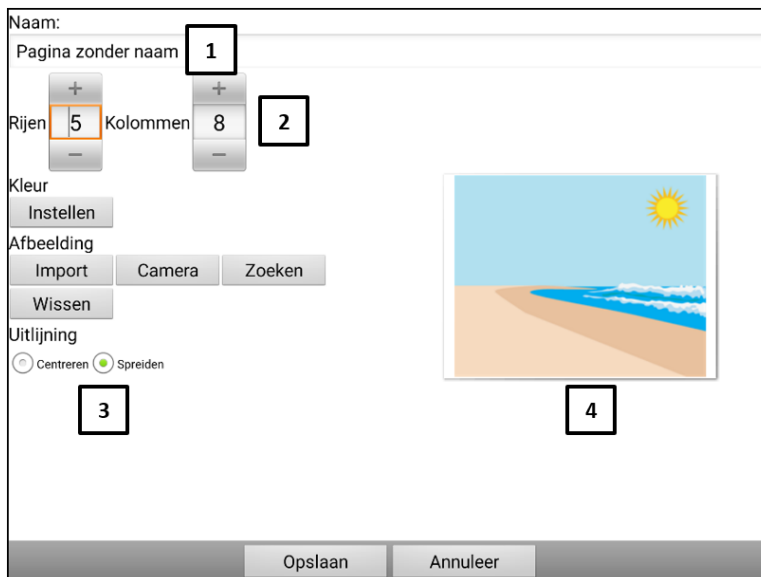 Naam:
Pagina zonder naam 1
+ +
Rijen 5 Kolommen 8 2
− −
Kleur
Instellen
Afbeelding
Import Camera Zoeken
Wissen
Uitlijning
Centreren Spreiden
3 4
Opslaan Annuleer